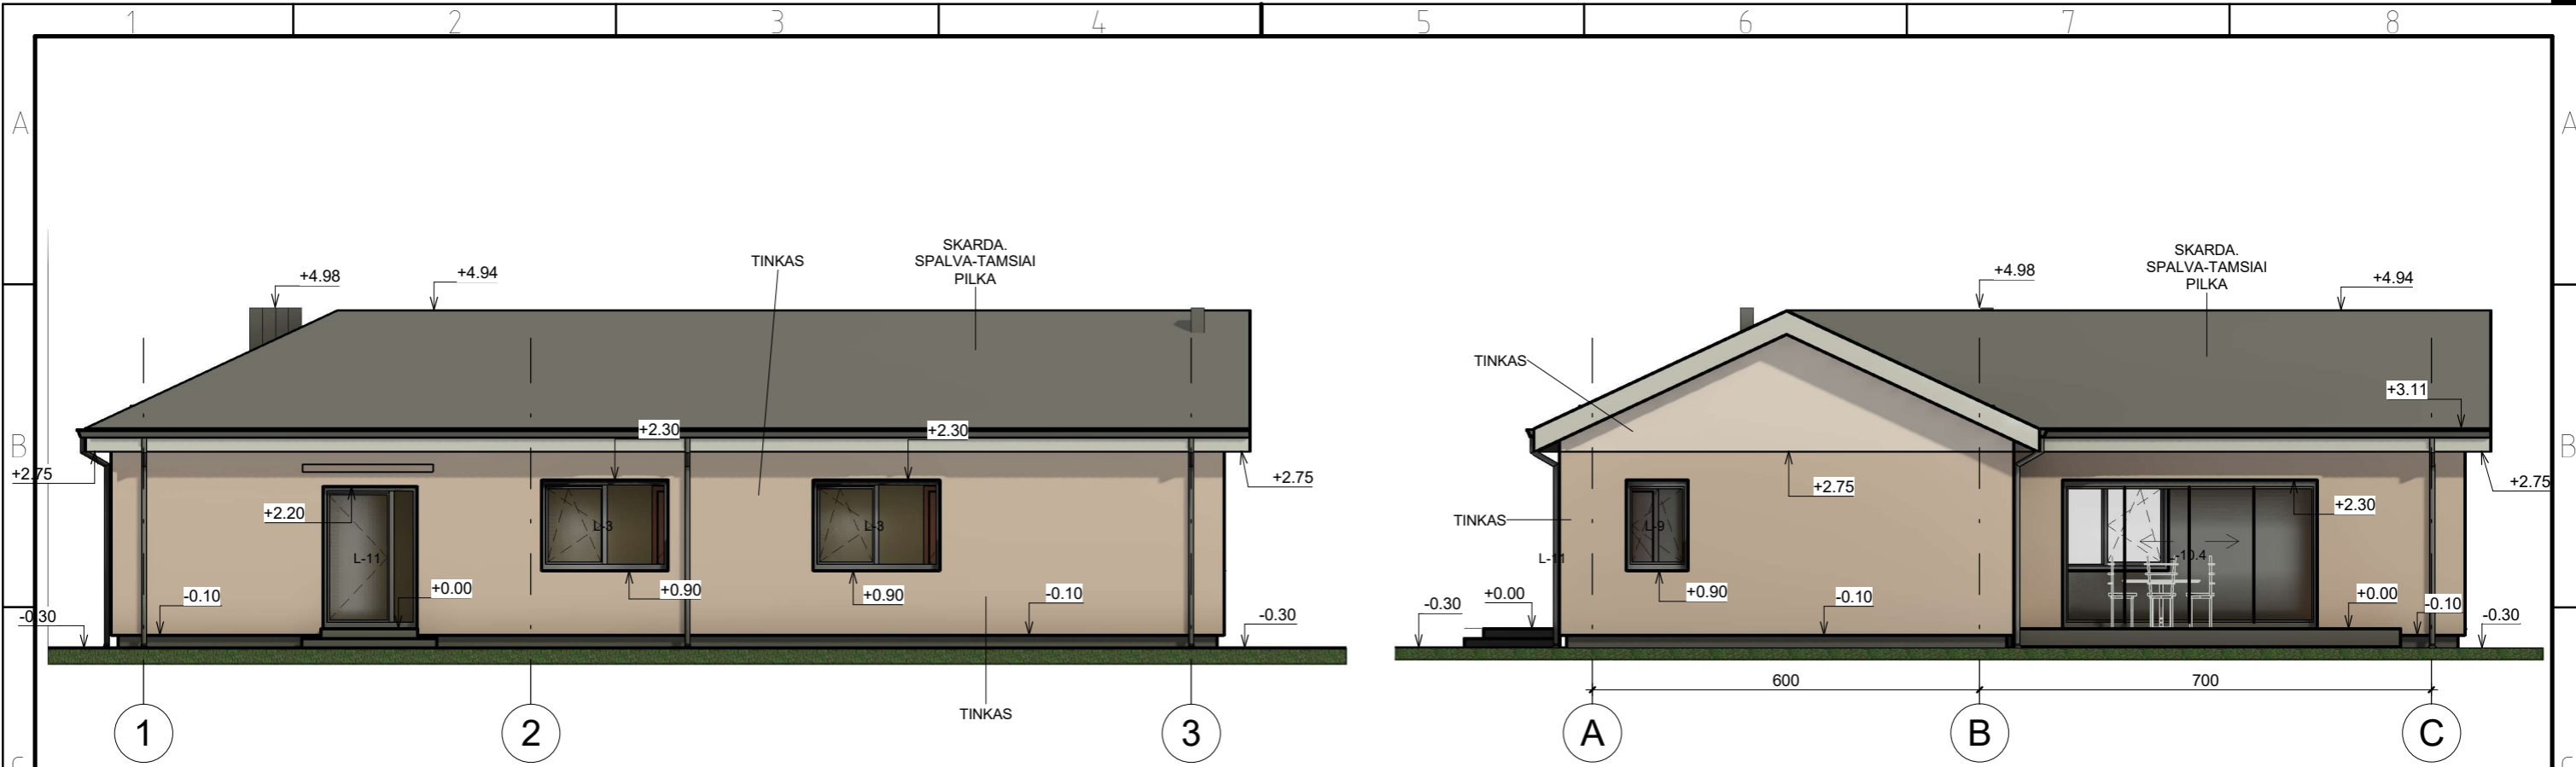 1 2 3 4 5 6 7 8
A A
SKARDA.
SPALVA-TAMSIAI
PILKA
TINKAS
+4.98
+4.94
+2.30
+2.30
B
+2.75
+2.75
+2.20
L-11
L-3
L-3
+0.00
+0.90
+0.90
-0.10
-0.10
-0.30
-0.30
TINKAS
1 2 3
SKARDA.
SPALVA-TAMSIAI
PILKA
+4.98
+4.94
TINKAS
+3.11
B
+2.75
+2.75
+2.30
TINKAS
L-9
L-11
L-10.4
+0.90
+0.00
-0.10
+0.00
-0.10
-0.30
-0.30
600
700
A B C